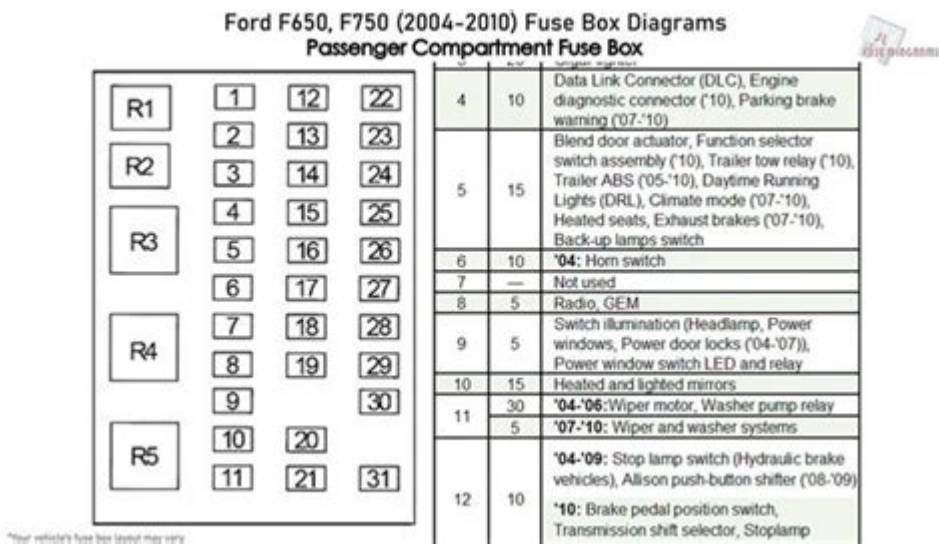 Ford F650, F750 (2004-2010) Fuse Box Diagrams
Passenger Compartment Fuse Box
R1
R2
R3
R4
R5
1 12 22
2 13 23
3 14 24
4 15 25
5 16 26
6 17 27
7 18 28
8 19 29
9 30
10 20
11 21 31
4 10 Data Link Connector (DLC), Engine
diagnostic connector ('10), Parking brake
warning ('07-'10)
5 15 Blend door actuator, Function selector
switch assembly ('10), Trailer tow relay ('10),
Trailer ABS ('05-'10), Daytime Running
Lights (DRL), Climate mode ('07-'10),
Heated seats, Exhaust brakes ('07-'10),
Back-up lamps switch
6 10 '04: Horn switch
7 — Not used
8 5 Radio, GEM
9 5 Switch illumination (Headlamp, Power
windows, Power door locks ('04-'07)),
Power window switch LED and relay
10 15 Heated and lighted mirrors
11 30 '04-'06:Wiper motor, Washer pump relay
5 '07-'10: Wiper and washer systems
12 10 '04-'09: Stop lamp switch (Hydraulic brake
vehicles), Allison push-button shifter ('08-'09)
'10: Brake pedal position switch,
Transmission shift selector, Stoplamp
*Your vehicle's fuse box layout may vary